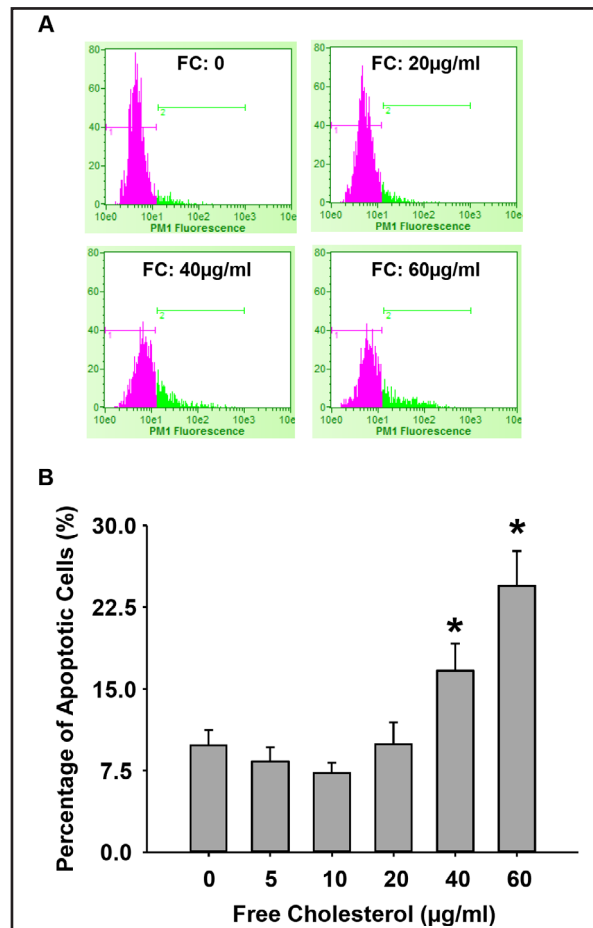 A
FC: 0
80
60
40
20
0
1
2
10e0 10e1 10e2 10e3 10e
PM1 Fluorescence
FC: 20µg/ml
80
60
40
20
0
1
2
10e0 10e1 10e2 10e3 10e
PM1 Fluorescence
FC: 40µg/ml
80
60
40
20
0
1
2
10e0 10e1 10e2 10e3 10e
PM1 Fluorescence
FC: 60µg/ml
80
60
40
20
0
1
2
10e0 10e1 10e2 10e3 10e
PM1 Fluorescence
B
Percentage of Apoptotic Cells (%)
30.0
22.5
15.0
7.5
0.0
*
*
0 5 10 20 40 60
Free Cholesterol (µg/ml)